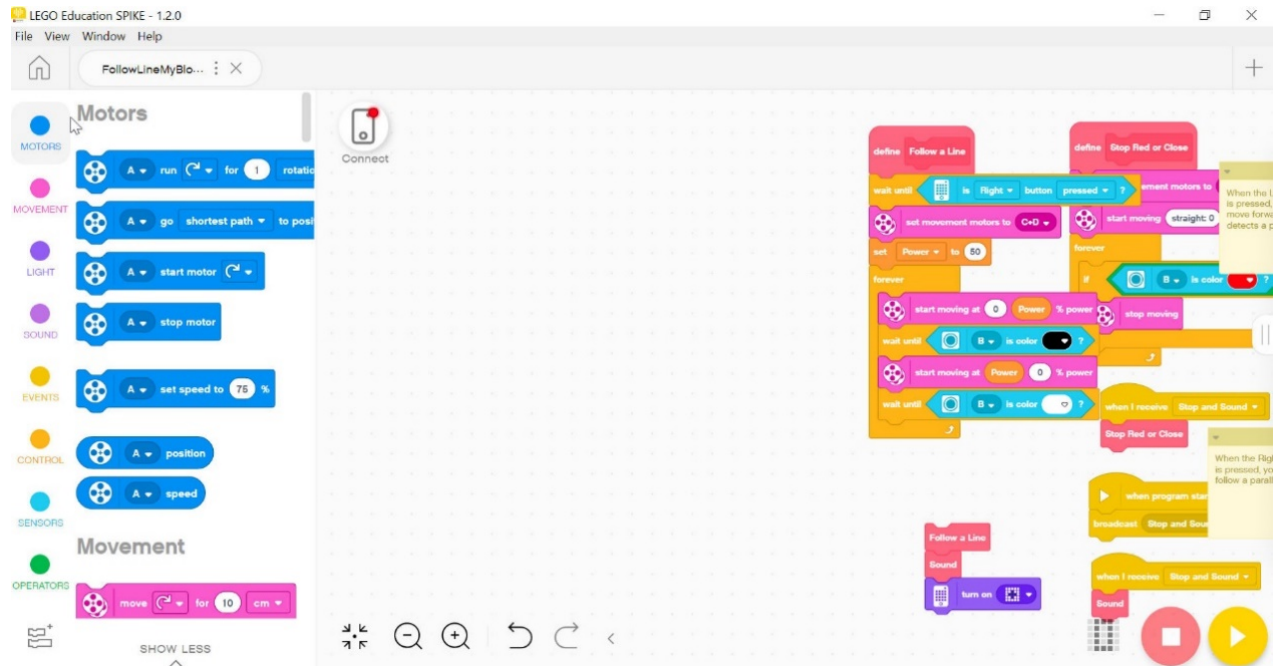 LEGO Education SPIKE - 1.2.0
File View Window Help
FollowLineMyBlo...
MOTORS
MOVEMENT
LIGHT
SOUND
EVENTS
CONTROL
SENSORS
OPERATORS
Motors
A run for 1 rotatio
A go shortest path to posi
A start motor
A stop motor
A set speed to 75 %
A position
A speed
Movement
move for 10 cm
SHOW LESS
Connect
define Follow a Line
wait until is Right button pressed ?
set movement motors to C+D
set Power to 50
forever
start moving at 0 Power % power
wait until B is color ?
start moving at Power 0 % power
wait until B is color ?
define Stop Red or Close
ement motors to
start moving straight: 0
forever
if B is color ?
stop moving
when I receive Stop and Sound
Stop Red or Close
when program star
broadcast Stop and Soun
when I receive Stop and Sound
Sound
Follow a Line
Sound
turn on
When the L
is pressed,
move forwa
detects a p
When the Righ
is pressed, yo
follow a parall